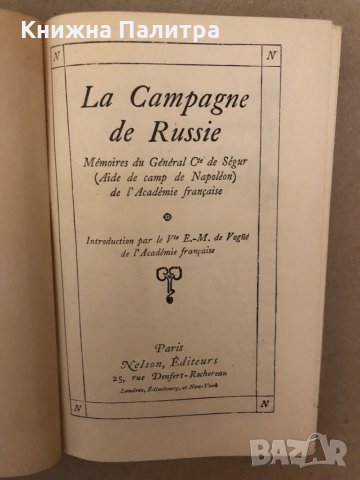 Книжна Палитра
N N
La Campagne
de Russie
Mémoires du Général Cte de Ségur
(Aide de camp de Napoléon)
de l'Académie française
Introduction par le Vte E.-M. de Vogüé
de l'Académie française
Paris
Nelson, Éditeurs
25, rue Denfert-Rochereau
Londres, Édimbourg, et New-York
N N
BAZAR
bg